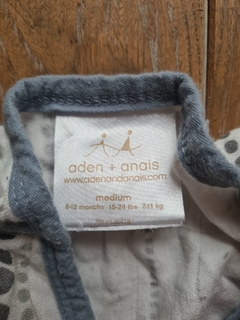 aden + anais
www.adenandanais.com
medium
6-12 months 15-24 lbs 7-11 kg